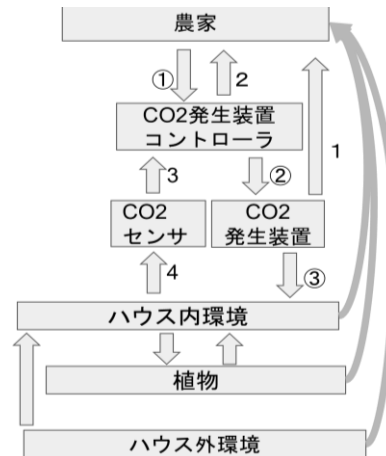 農家
①
2
1
CO2発生装置
コントローラ
3
②
CO2
センサ
CO2
発生装置
4
③
ハウス内環境
植物
ハウス外環境